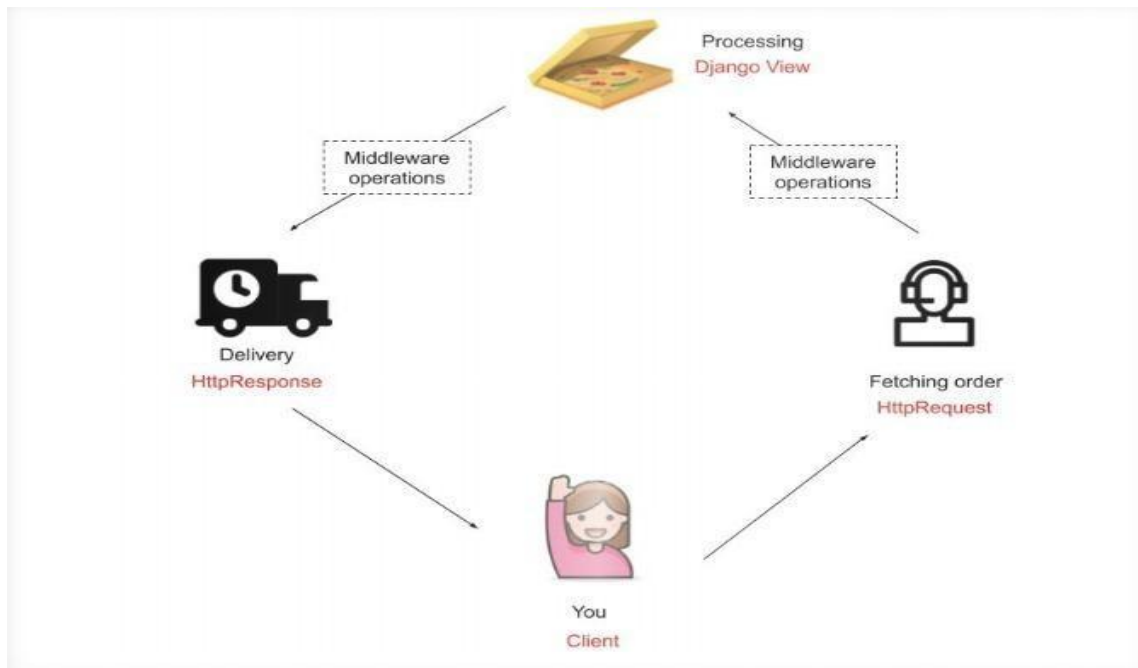 Processing
Django View
Middleware
operations
Middleware
operations
Delivery
HttpResponse
Fetching order
HttpRequest
You
Client